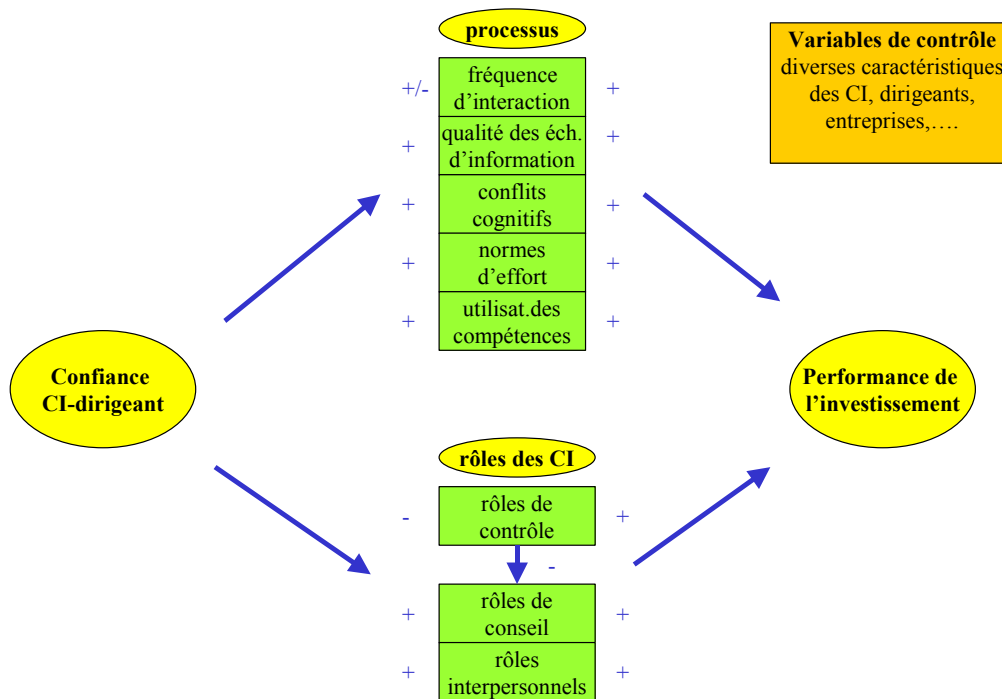 processus
Variables de contrôle
diverses caractéristiques
des CI, dirigeants,
entreprises,….
+/-
fréquence
d’interaction
+
+
qualité des éch.
d’information
+
+
conflits
cognitifs
+
+
normes
d’effort
+
+
utilisat.des
compétences
+
Confiance
CI-dirigeant
Performance de
l’investissement
rôles des CI
-
rôles de
contrôle
+
-
+
rôles de
conseil
+
+
rôles
interpersonnels
+